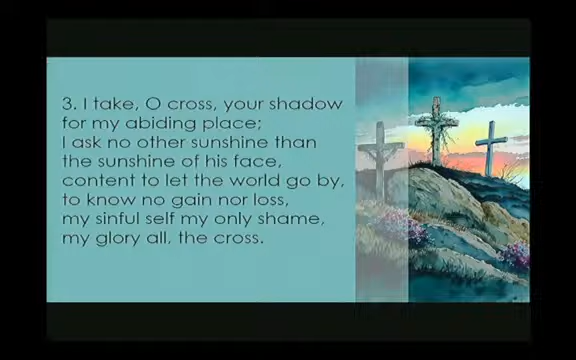 3. I take, O cross, your shadow
for my abiding place;
I ask no other sunshine than
the sunshine of his face,
content to let the world go by,
to know no gain nor loss,
my sinful self my only shame,
my glory all, the cross.